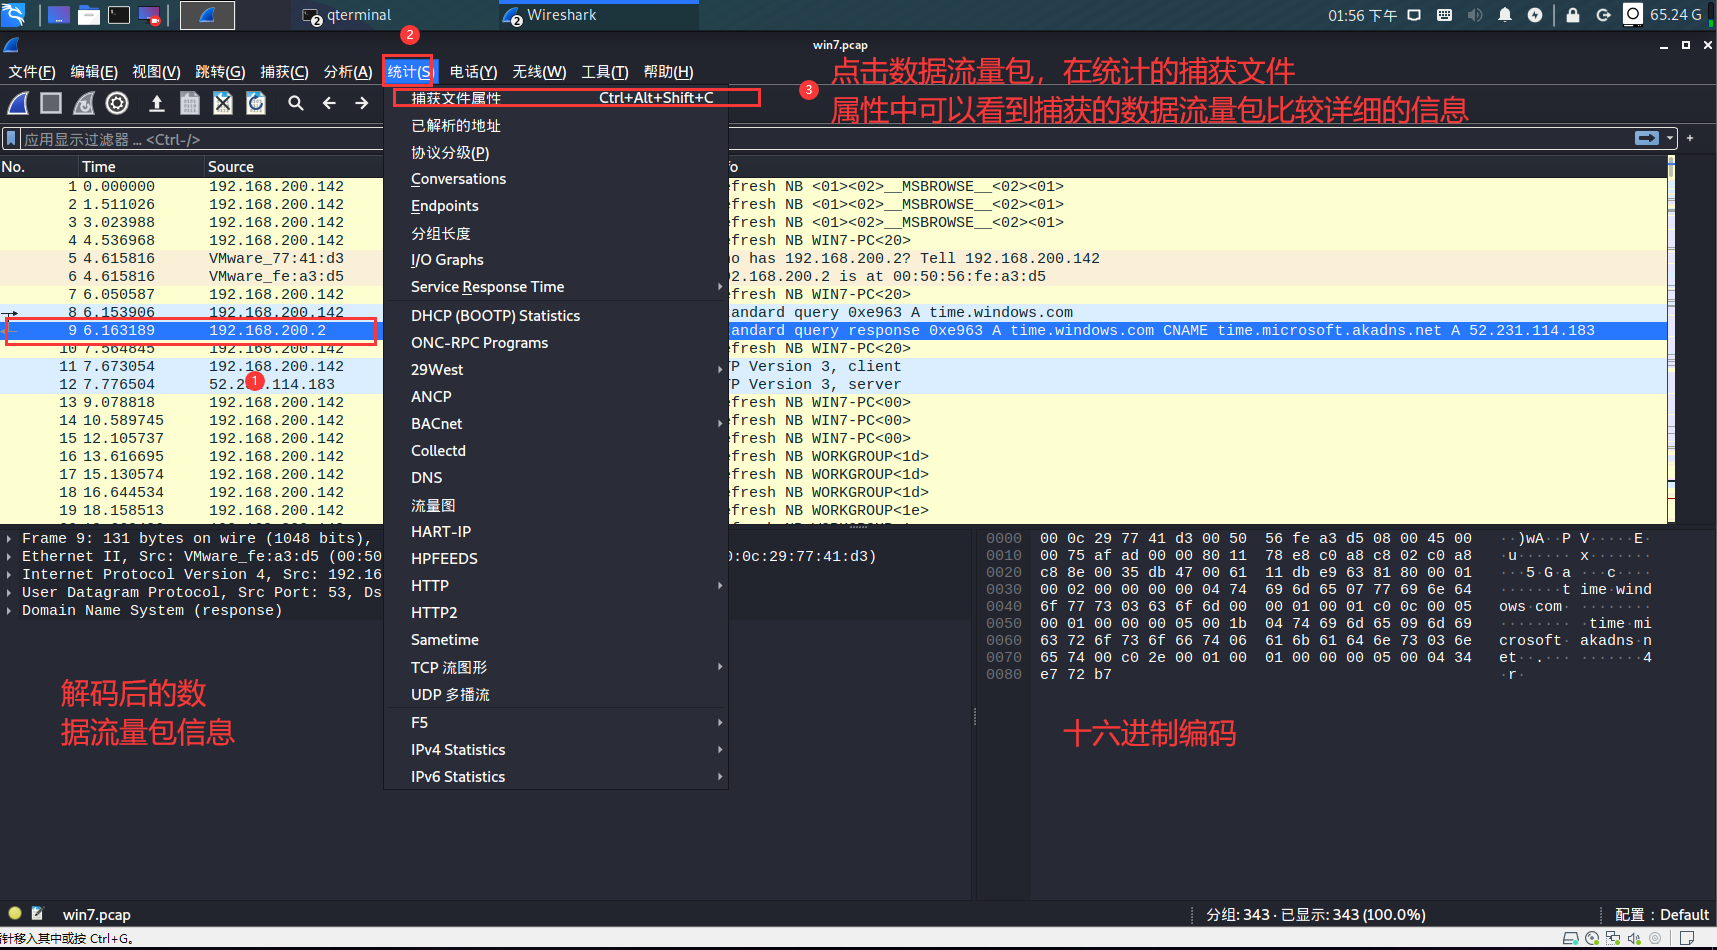 qterminal
Wireshark
01:56 下午
65.24 G
win7.pcap
文件(F) 编辑(E) 视图(V) 跳转(G) 捕获(C) 分析(A) 统计(S) 电话(Y) 无线(W) 工具(T) 帮助(H)
2
点击数据流量包，在统计的捕获文件
3
属性中可以看到捕获的数据流量包比较详细的信息
应用显示过滤器 … <Ctrl-/>
捕获文件属性 Ctrl+Alt+Shift+C
已解析的地址
协议分级(P)
Conversations
Endpoints
分组长度
I/O Graphs
Service Response Time
DHCP (BOOTP) Statistics
ONC-RPC Programs
29West
ANCP
BACnet
Collectd
DNS
流量图
HART-IP
HPFEEDS
HTTP
HTTP2
Sametime
TCP 流图形
UDP 多播流
F5
IPv4 Statistics
IPv6 Statistics
No. Time Source
1 0.000000 192.168.200.142 efresh NB <01><02>__MSBROWSE__<02><01>
2 1.511026 192.168.200.142 efresh NB <01><02>__MSBROWSE__<02><01>
3 3.023988 192.168.200.142 efresh NB <01><02>__MSBROWSE__<02><01>
4 4.536968 192.168.200.142 efresh NB WIN7-PC<20>
5 4.615816 VMware_77:41:d3 no has 192.168.200.2? Tell 192.168.200.142
6 4.615816 VMware_fe:a3:d5 92.168.200.2 is at 00:50:56:fe:a3:d5
7 6.050587 192.168.200.142 efresh NB WIN7-PC<20>
8 6.153906 192.168.200.142 andard query 0xe963 A time.windows.com
9 6.163189 192.168.200.2 andard query response 0xe963 A time.windows.com CNAME time.microsoft.akadns.net A 52.231.114.183
10 7.564845 192.168.200.142 efresh NB WIN7-PC<20>
11 7.673054 192.168.200.142 TP Version 3, client
12 7.776504 52.2 .114.183 TP Version 3, server
1
13 9.078818 192.168.200.142 efresh NB WIN7-PC<00>
14 10.589745 192.168.200.142 efresh NB WIN7-PC<00>
15 12.105737 192.168.200.142 efresh NB WIN7-PC<00>
16 13.616695 192.168.200.142 efresh NB WORKGROUP<1d>
17 15.130574 192.168.200.142 efresh NB WORKGROUP<1d>
18 16.644534 192.168.200.142 efresh NB WORKGROUP<1d>
19 18.158513 192.168.200.142 efresh NB WORKGROUP<1e>
Frame 9: 131 bytes on wire (1048 bits),
Ethernet II, Src: VMware_fe:a3:d5 (00:50 0:0c:29:77:41:d3)
Internet Protocol Version 4, Src: 192.16
User Datagram Protocol, Src Port: 53, Ds
Domain Name System (response)
解码后的数
据流量包信息
0000 00 0c 29 77 41 d3 00 50 56 fe a3 d5 08 00 45 00 ··)wA··P V·····E·
0010 00 75 af ad 00 00 80 11 78 e8 c0 a8 c8 02 c0 a8 ·u······ x·······
0020 c8 8e 00 35 db 47 00 61 11 db e9 63 81 80 00 01 ···5·G·a ···c····
0030 00 02 00 00 00 00 04 74 69 6d 65 07 77 69 6e 64 ·······t ime·wind
0040 6f 77 73 03 63 6f 6d 00 00 01 00 01 c0 0c 00 05 ows·com· ········
0050 00 01 00 00 00 05 00 1b 04 74 69 6d 65 09 6d 69 ········ ·time·mi
0060 63 72 6f 73 6f 66 74 06 61 6b 61 64 6e 73 03 6e crosoft· akadns·n
0070 65 74 00 c0 2e 00 01 00 01 00 00 00 05 00 04 34 et··.··· ·······4
0080 e7 72 b7 ·r·
十六进制编码
win7.pcap
分组: 343 · 已显示: 343 (100.0%)
配置：Default
针移入其中或按 Ctrl+G。